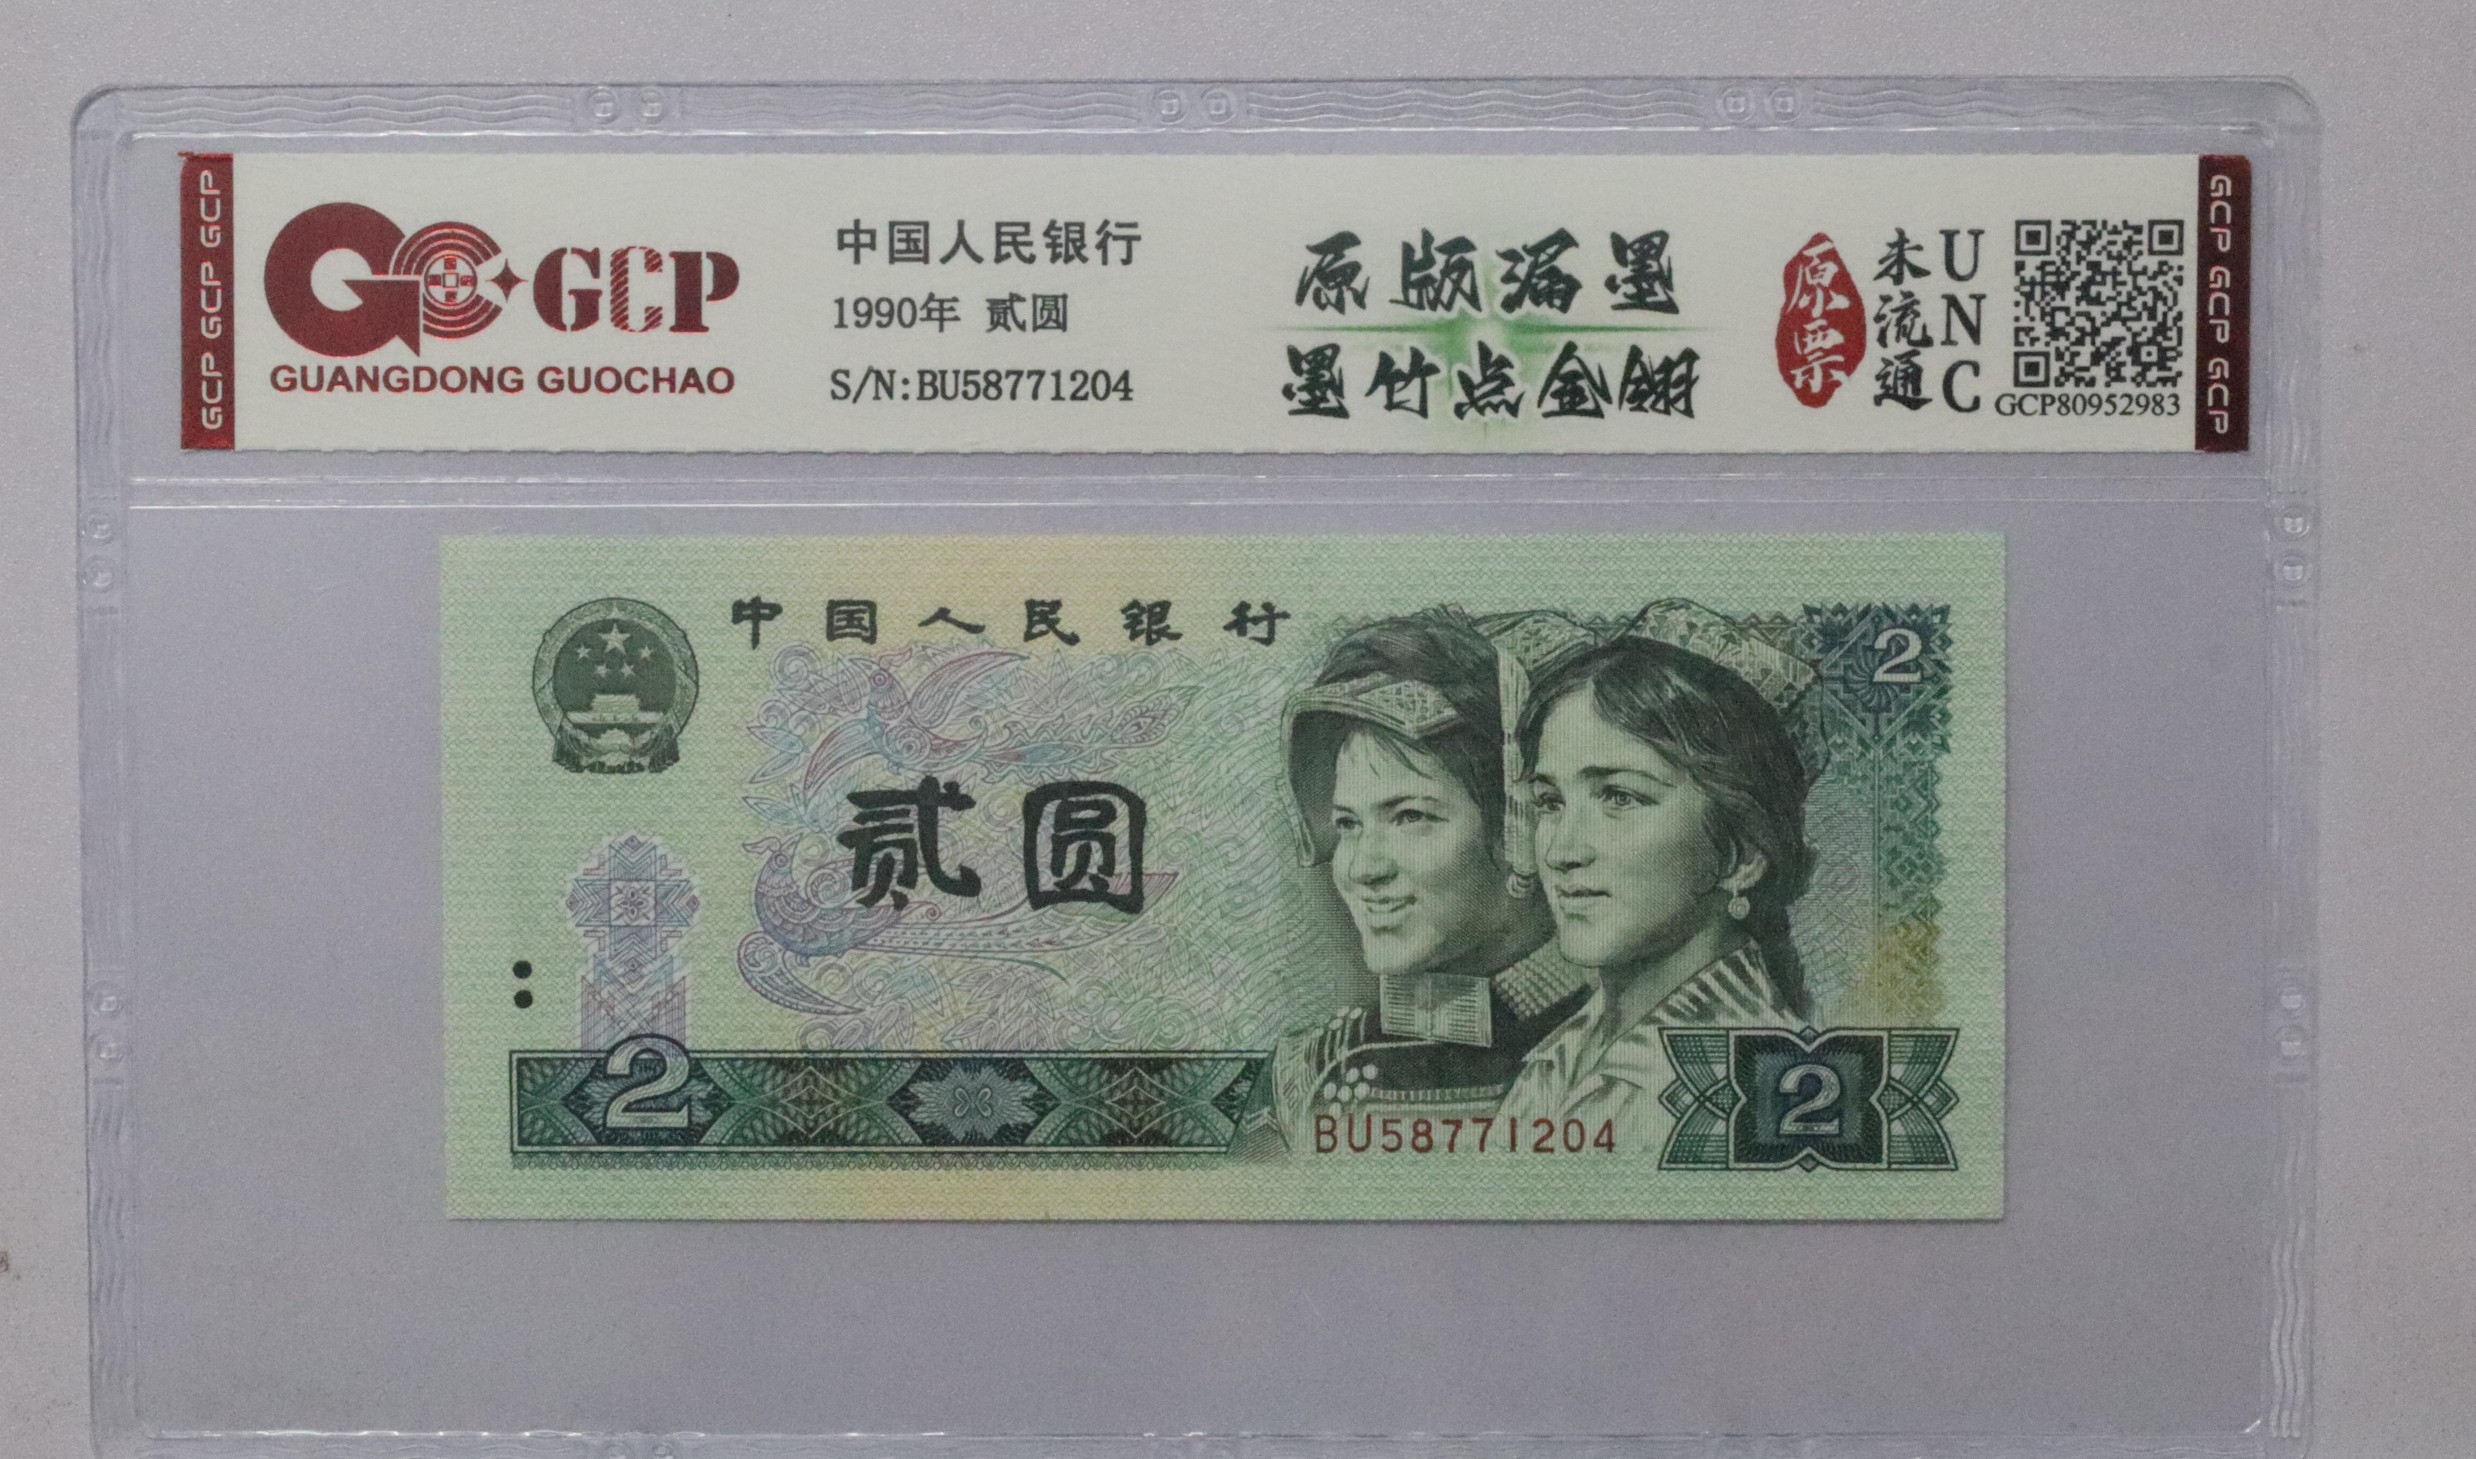 GCP GCP GCP
GCP
GUANGDONG GUOCHAO
中国人民银行
1990年 贰圆
S/N:BU58771204
原版漏墨
墨竹点金翎
原票
未流通
UNC
GCP80952983
GCP GCP GCP
中国人民银行
2
贰圆
2
BU58771204
2